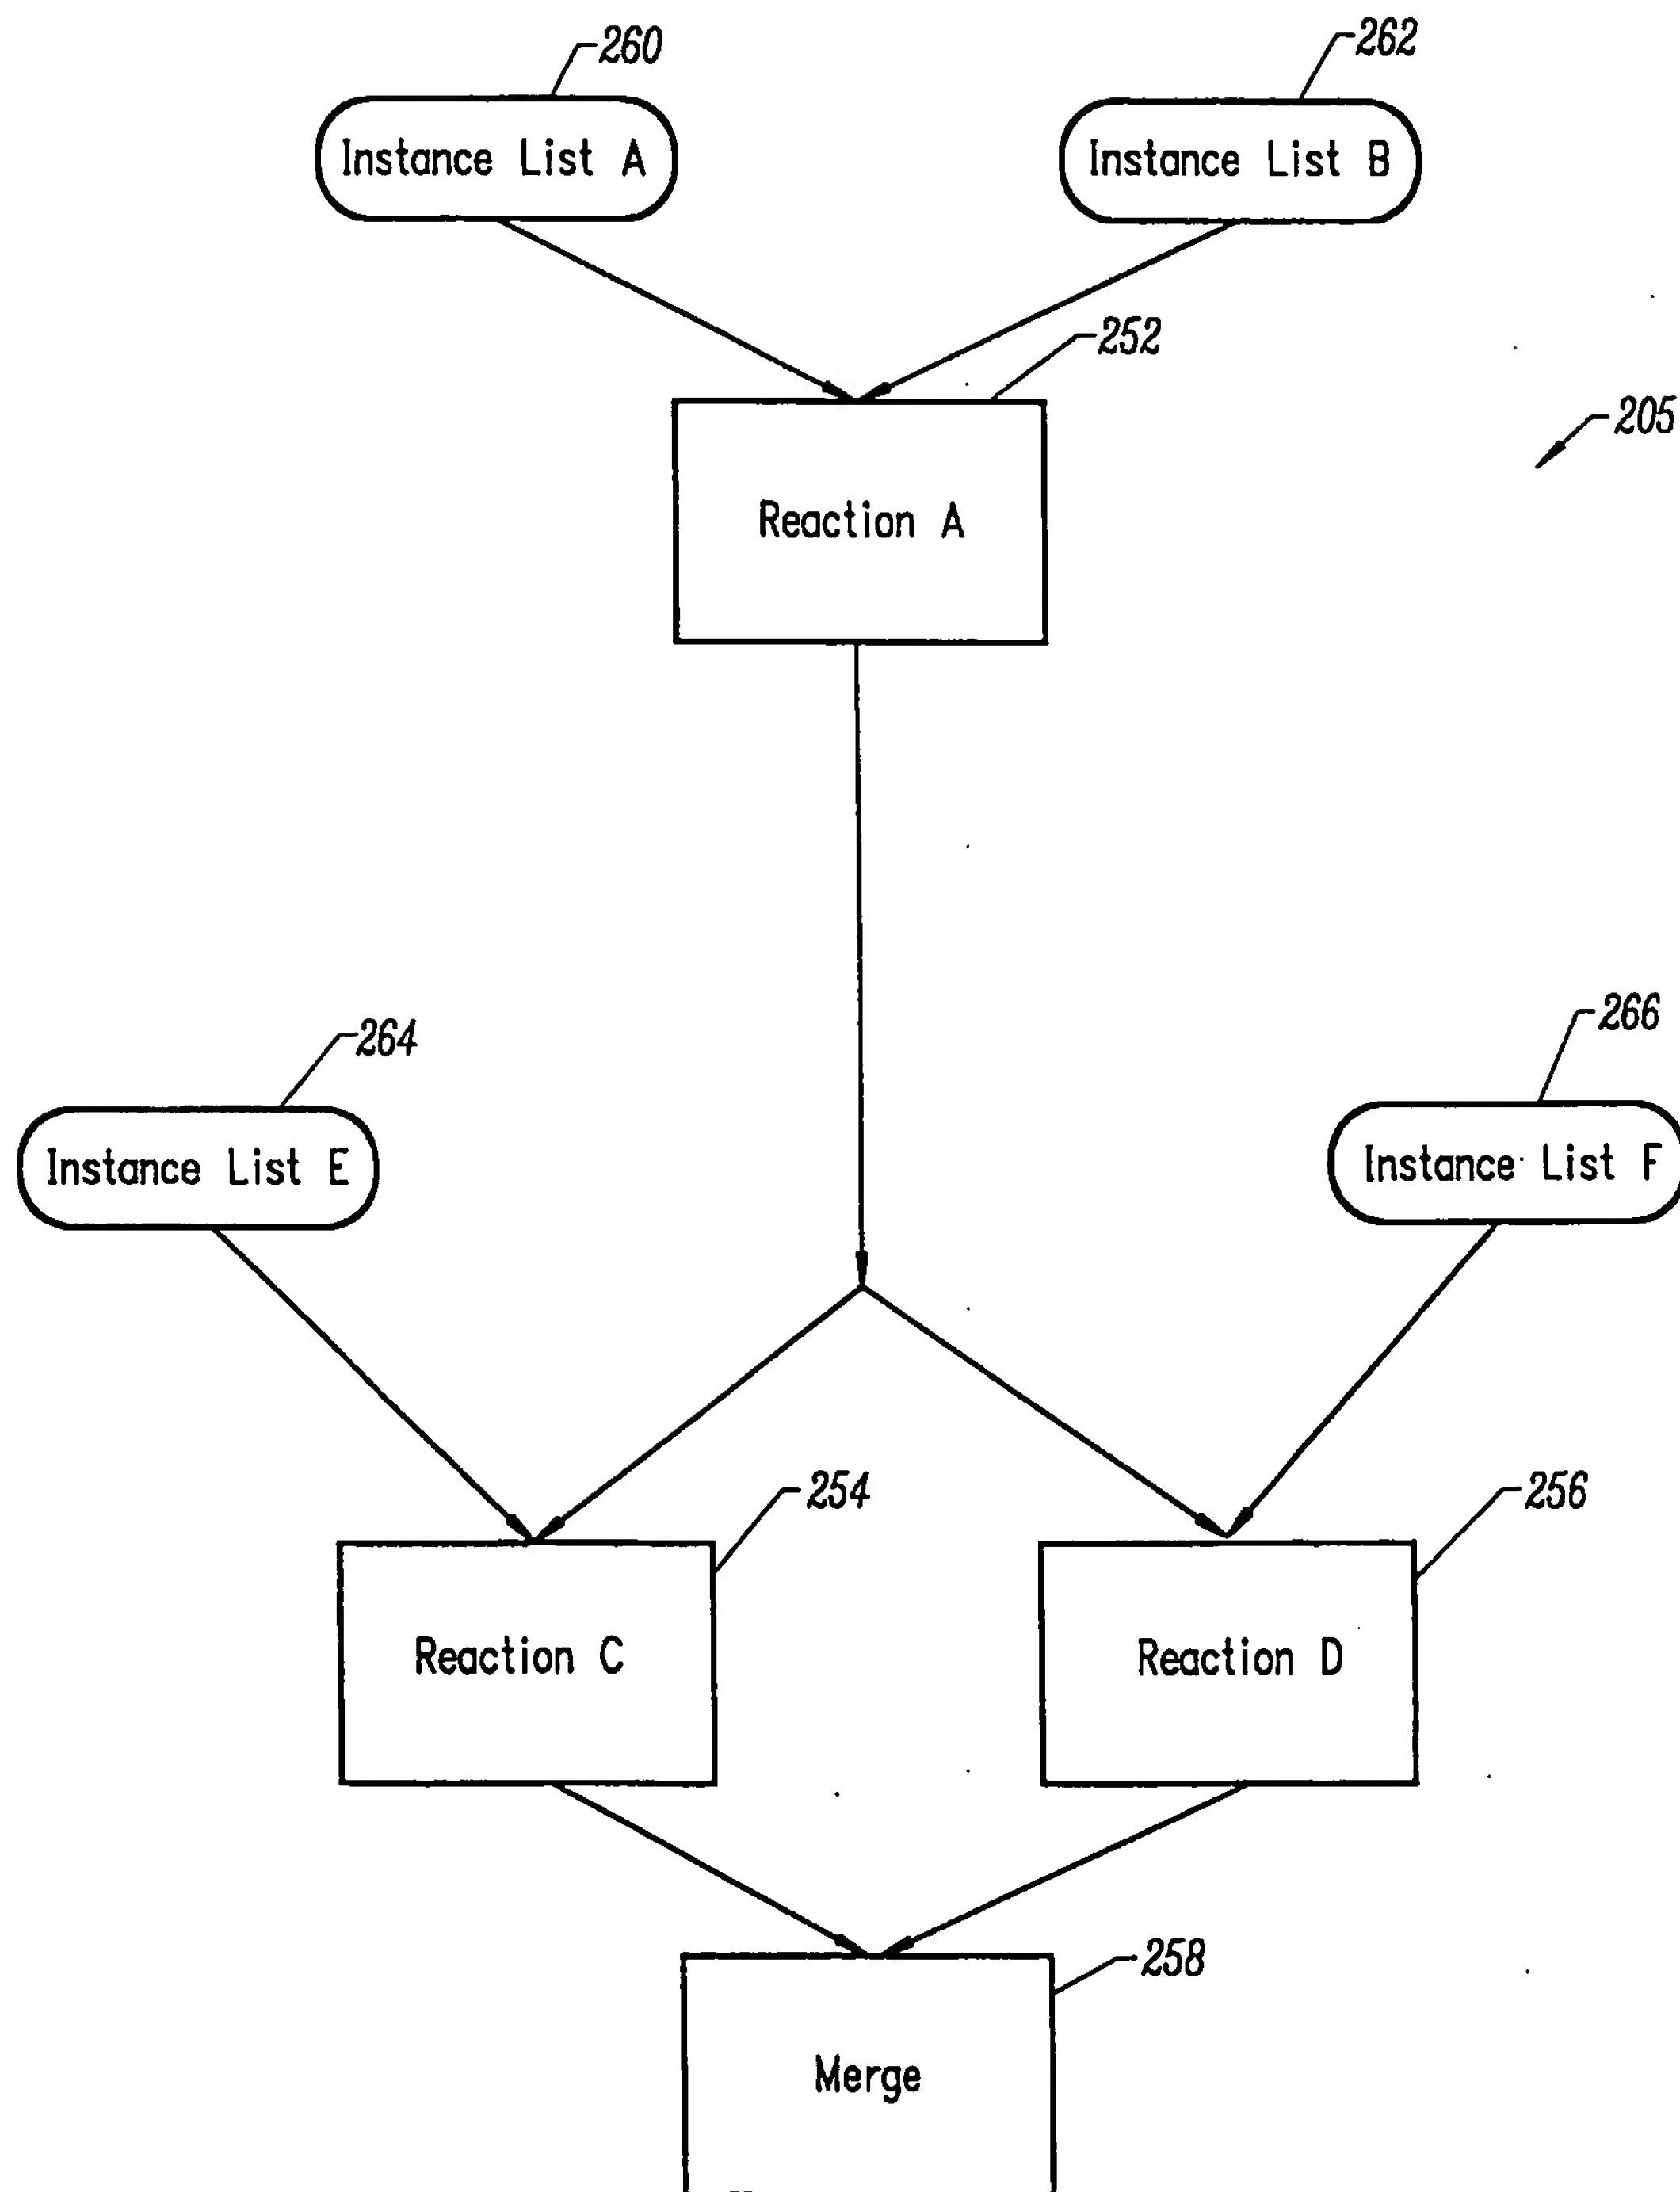 260
262
Instance List A
Instance List B
252
205
Reaction A
264
266
Instance List E
Instance List F
254
256
Reaction C
Reaction D
258
Merge